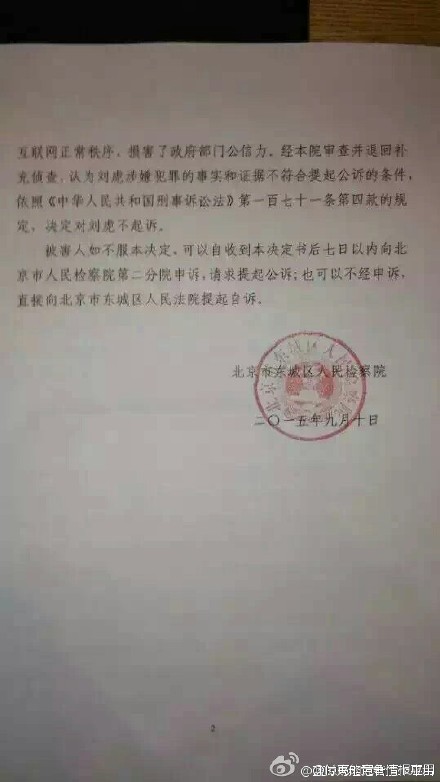 互联网正常秩序，损害了政府部门公信力。经本院审查并退回补
充侦查，认为刘虎涉嫌犯罪的事实和证据不符合提起公诉的条件，
依照《中华人民共和国刑事诉讼法》第一百七十一条第四款的规
定，决定对刘虎不起诉。
被害人如不服本决定，可以自收到本决定书后七日以内向北
京市人民检察院第二分院申诉，请求提起公诉；也可以不经申诉，
直接向北京市东城区人民法院提起自诉。
北京市东城区人民检察院
二〇一五年九月十日
2